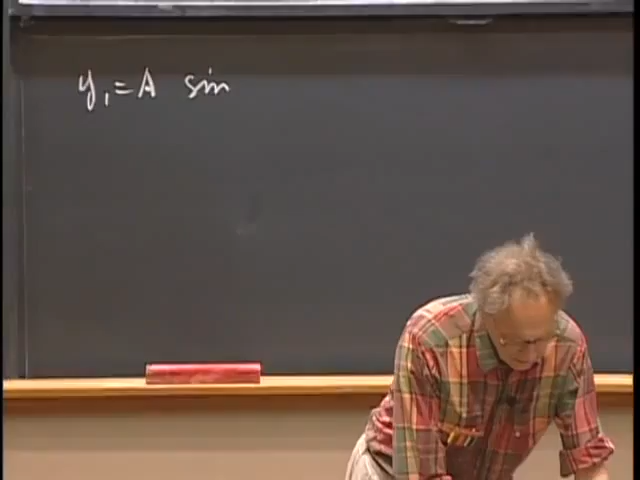 y₁ = A sin